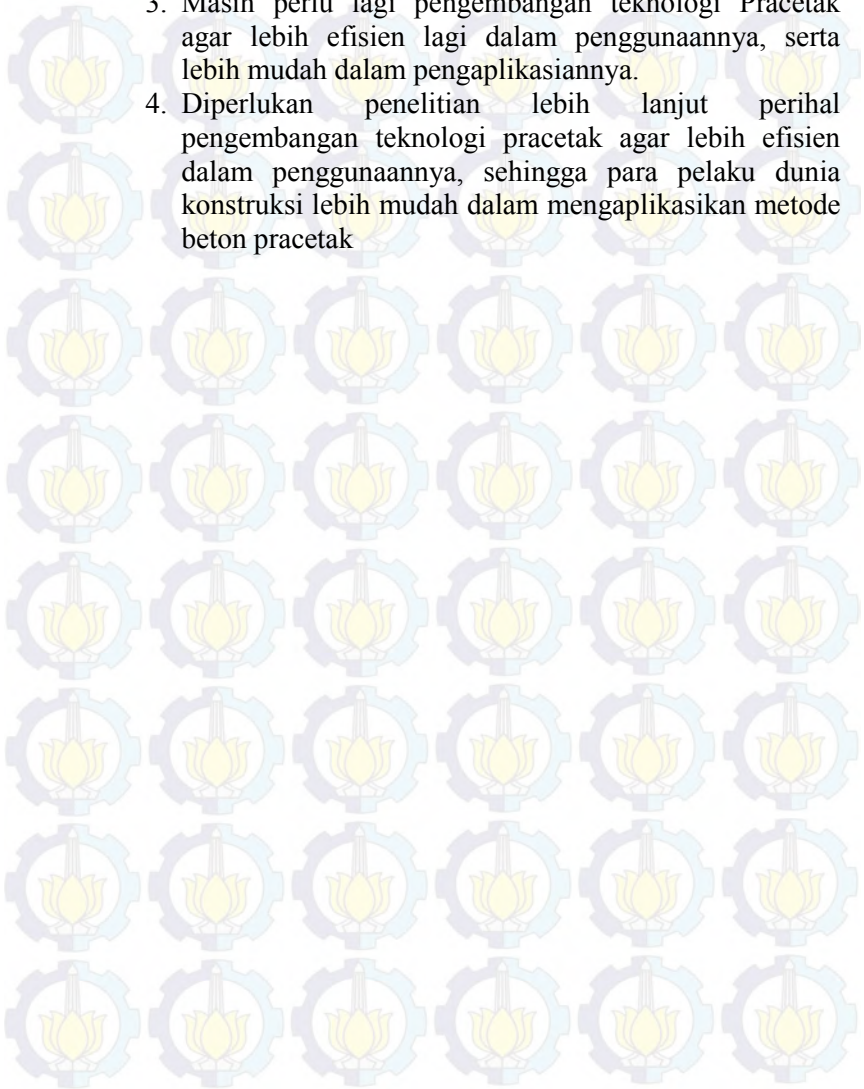 3. Masih perlu lagi pengembangan teknologi Pracetak
agar lebih efisien lagi dalam penggunaannya, serta
lebih mudah dalam pengaplikasiannya.
4. Diperlukan penelitian lebih lanjut perihal
pengembangan teknologi pracetak agar lebih efisien
dalam penggunaannya, sehingga para pelaku dunia
konstruksi lebih mudah dalam mengaplikasikan metode
beton pracetak